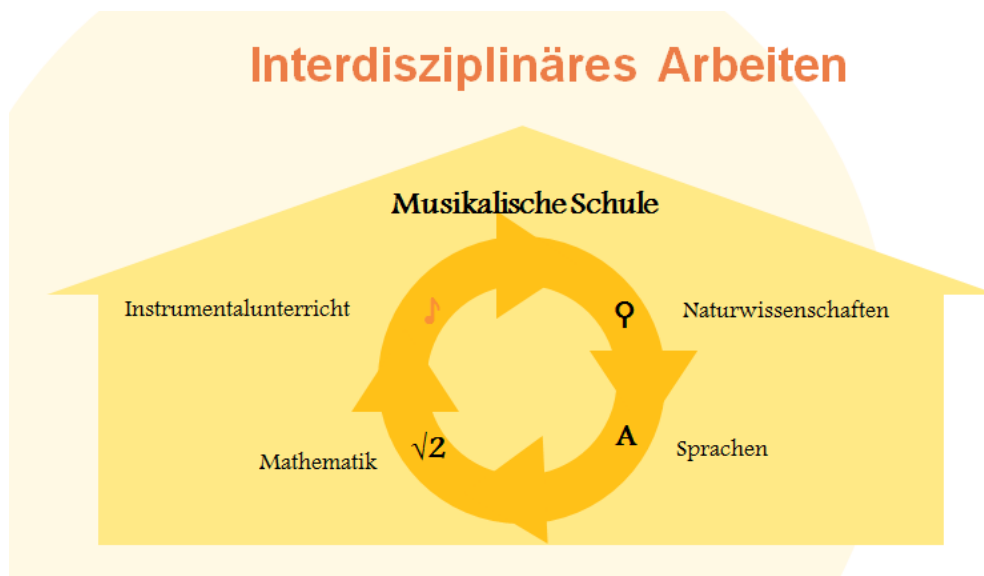 Interdisziplinäres Arbeiten
Musikalische Schule
Instrumentalunterricht
Naturwissenschaften
Mathematik
√2
A
Sprachen